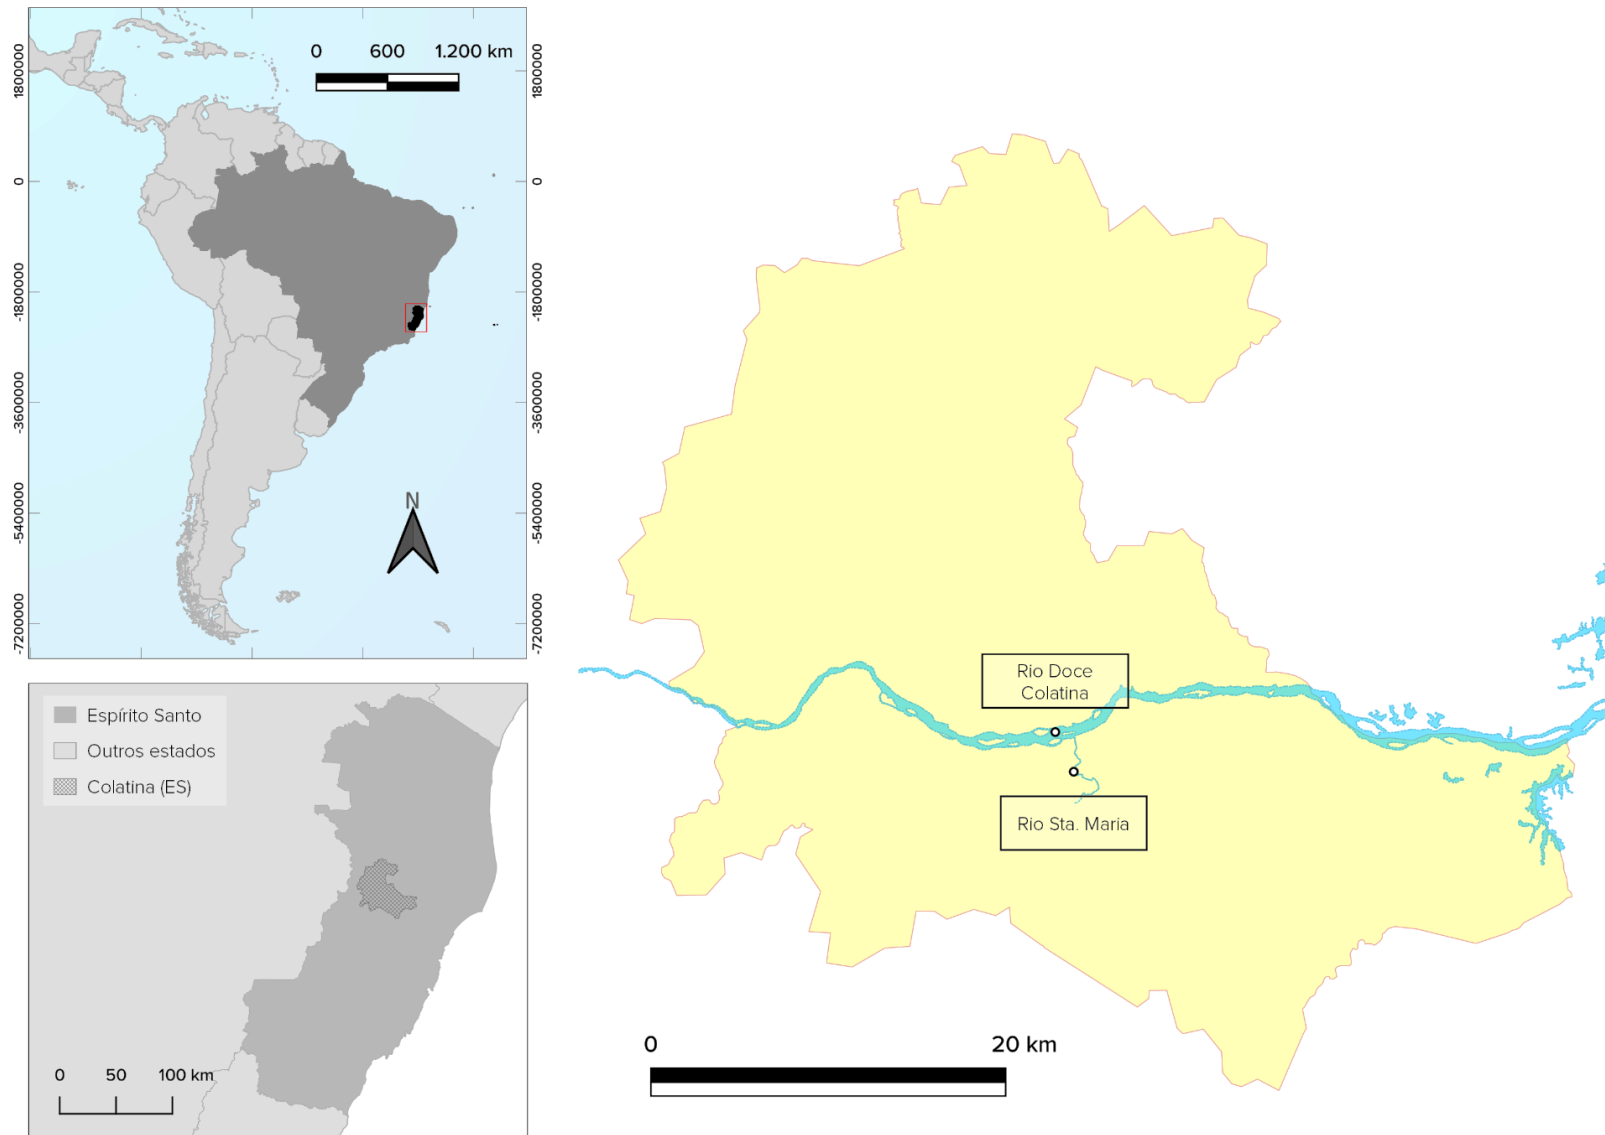 0 600 1.200 km
1800000
0
-1800000
-3600000
-5400000
-7200000
1800000
0
-1800000
-3600000
-5400000
-7200000
N
Espírito Santo
Outros estados
Colatina (ES)
0 50 100 km
Rio Doce
Colatina
Rio Sta. Maria
0 20 km